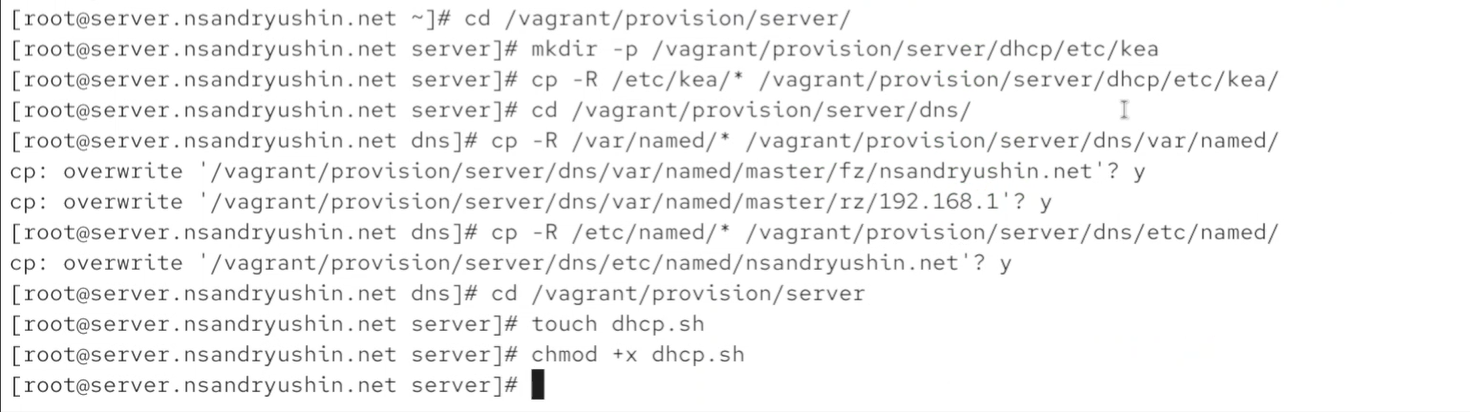 [root@server.nsandryushin.net ~]# cd /vagrant/provision/server/
[root@server.nsandryushin.net server]# mkdir -p /vagrant/provision/server/dhcp/etc/kea
[root@server.nsandryushin.net server]# cp -R /etc/kea/* /vagrant/provision/server/dhcp/etc/kea/
[root@server.nsandryushin.net server]# cd /vagrant/provision/server/dns/
[root@server.nsandryushin.net dns]# cp -R /var/named/* /vagrant/provision/server/dns/var/named/
cp: overwrite '/vagrant/provision/server/dns/var/named/master/fz/nsandryushin.net'? y
cp: overwrite '/vagrant/provision/server/dns/var/named/master/rz/192.168.1'? y
[root@server.nsandryushin.net dns]# cp -R /etc/named/* /vagrant/provision/server/dns/etc/named/
cp: overwrite '/vagrant/provision/server/dns/etc/named/nsandryushin.net'? y
[root@server.nsandryushin.net dns]# cd /vagrant/provision/server
[root@server.nsandryushin.net server]# touch dhcp.sh
[root@server.nsandryushin.net server]# chmod +x dhcp.sh
[root@server.nsandryushin.net server]#